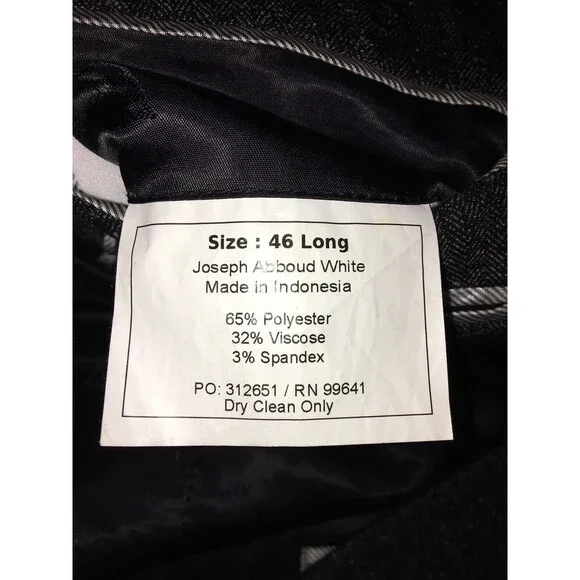 Size : 46 Long
Joseph Abboud White
Made in Indonesia
65% Polyester
32% Viscose
3% Spandex
PO: 312651 / RN 99641
Dry Clean Only